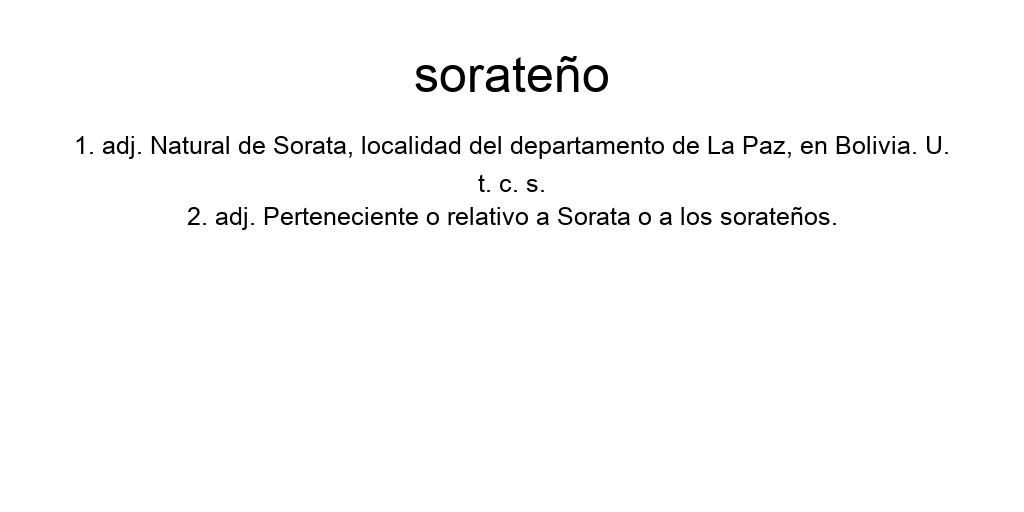 sorateño
1. adj. Natural de Sorata, localidad del departamento de La Paz, en Bolivia. U.
t. c. s.
2. adj. Perteneciente o relativo a Sorata o a los sorateños.